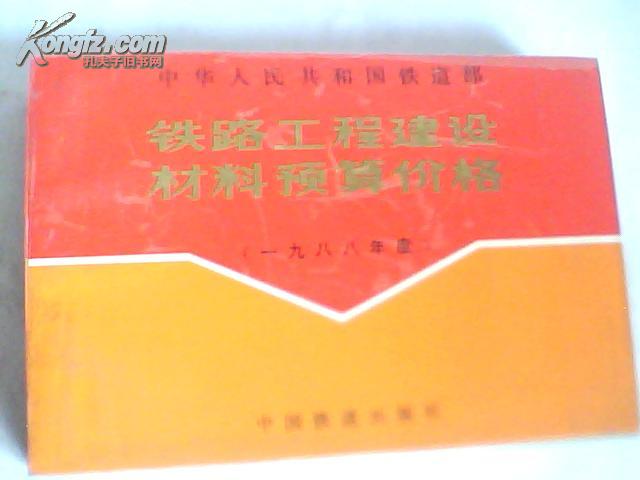 Kongfz.com
孔夫子旧书网
中华人民共和国铁道部
铁路工程建设
材料预算价格
(一九八八年度)
中国铁道出版社